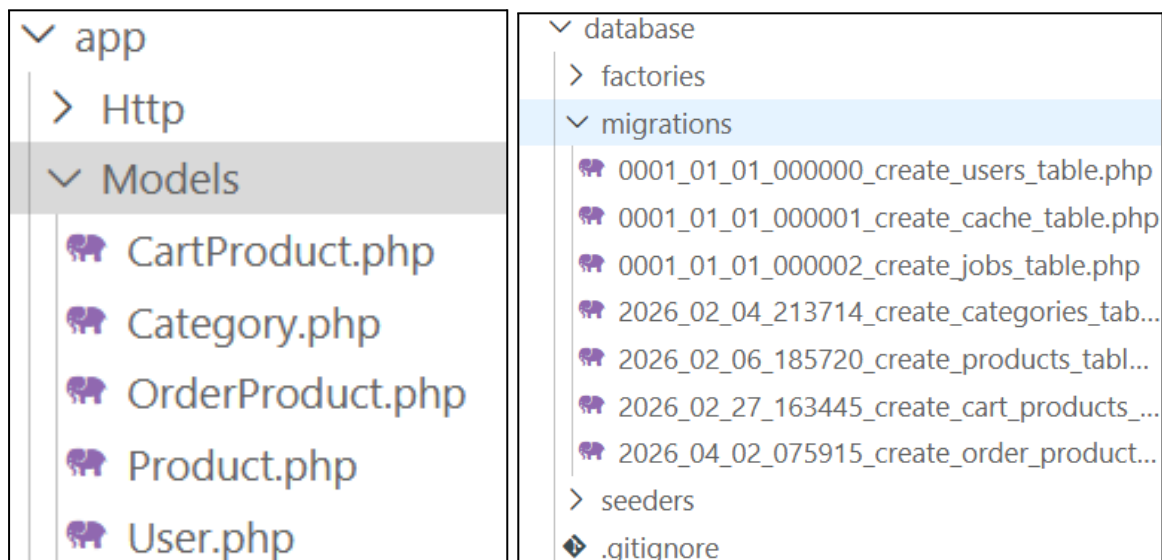 app
Http
Models
CartProduct.php
Category.php
OrderProduct.php
Product.php
User.php
database
factories
migrations
0001_01_01_000000_create_users_table.php
0001_01_01_000001_create_cache_table.php
0001_01_01_000002_create_jobs_table.php
2026_02_04_213714_create_categories_tab...
2026_02_06_185720_create_products_tabl...
2026_02_27_163445_create_cart_products_...
2026_04_02_075915_create_order_product...
seeders
.gitignore